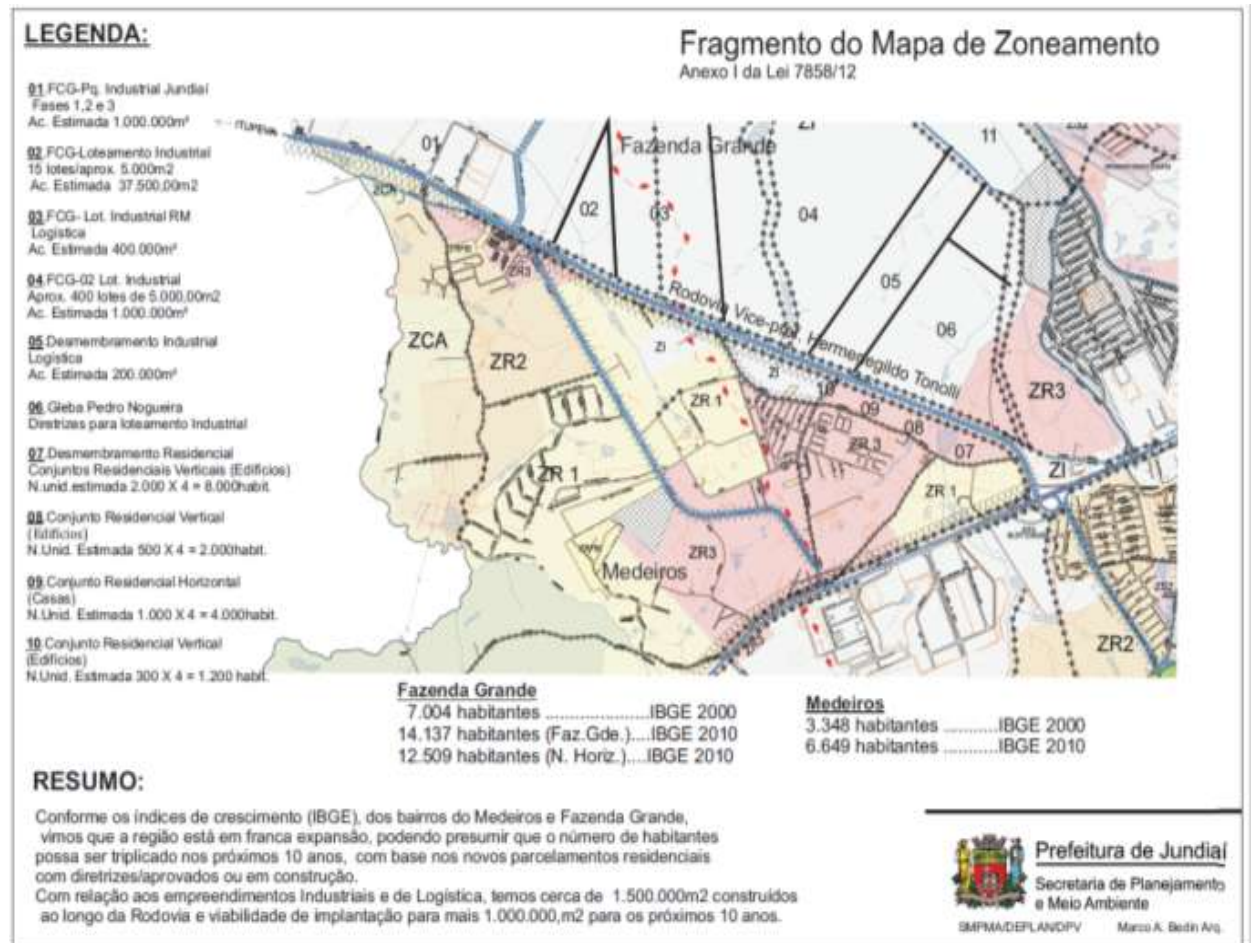 LEGENDA:
01.FCG-Pq. Industrial Jundiaí
Fases 1,2 e 3
Ac. Estimada 1.000.000m²
02.FCG-Loteamento Industrial
15 lotes/aprox. 5.000m2
Ac. Estimada 37.500,00m2
03.FCG- Lot. Industrial RM
Logística
Ac. Estimada 400.000m²
04.FCG-02 Lot. Industrial
Aprox. 400 lotes de 5.000,00m2
Ac. Estimada 1.000.000m²
05.Desmembramento Industrial
Logística
Ac. Estimada 200.000m²
06.Gleba Pedro Nogueira
Diretrizes para loteamento Industrial
07.Desmembramento Residencial
Conjuntos Residenciais Verticais (Edifícios)
N.unid.estimada 2.000 X 4 = 8.000habit.
08.Conjunto Residencial Vertical
(Edifícios)
N.Unid. Estimada 500 X 4 = 2.000habit.
09.Conjunto Residencial Horizontal
(Casas)
N.Unid. Estimada 1.000 X 4 = 4.000habit.
10.Conjunto Residencial Vertical
(Edifícios)
N.Unid. Estimada 300 X 4 = 1.200 habit.
Fragmento do Mapa de Zoneamento
Anexo I da Lei 7858/12
ITUPEVA
01
Fazenda Grande
ZI
11
02
03
04
05
06
ZCA
ZR3
Rodovia Vice-pref. Hermenegildo Tonolli
ZCA
ZR2
ZI
ZI
10
09
08
07
ZR 1
ZR 3
ZR3
ZI
ZR 1
ZR 1
ZR3
Medeiros
ZR2
Fazenda Grande
7.004 habitantes .....................IBGE 2000
14.137 habitantes (Faz.Gde.)....IBGE 2010
12.509 habitantes (N. Horiz.)....IBGE 2010
Medeiros
3.348 habitantes ...........IBGE 2000
6.649 habitantes ...........IBGE 2010
RESUMO:
Conforme os índices de crescimento (IBGE), dos bairros do Medeiros e Fazenda Grande,
vimos que a região está em franca expansão, podendo presumir que o número de habitantes
possa ser triplicado nos próximos 10 anos, com base nos novos parcelamentos residenciais
com diretrizes/aprovados ou em construção.
Com relação aos empreendimentos Industriais e de Logística, temos cerca de 1.500.000m2 construídos
ao longo da Rodovia e viabilidade de implantação para mais 1.000.000,m2 para os próximos 10 anos.
Prefeitura de Jundiaí
Secretaria de Planejamento
e Meio Ambiente
SMPMA/DEPLAN/DPV
Marco A. Bedin Arq.